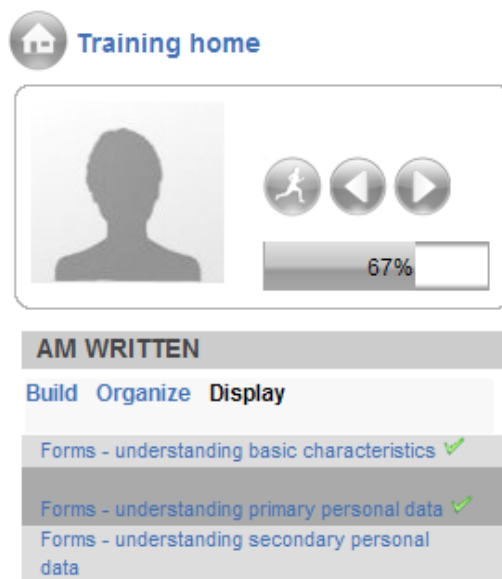 Training home
67%
AM WRITTEN
Build Organize Display
Forms - understanding basic characteristics
Forms - understanding primary personal data
Forms - understanding secondary personal
data